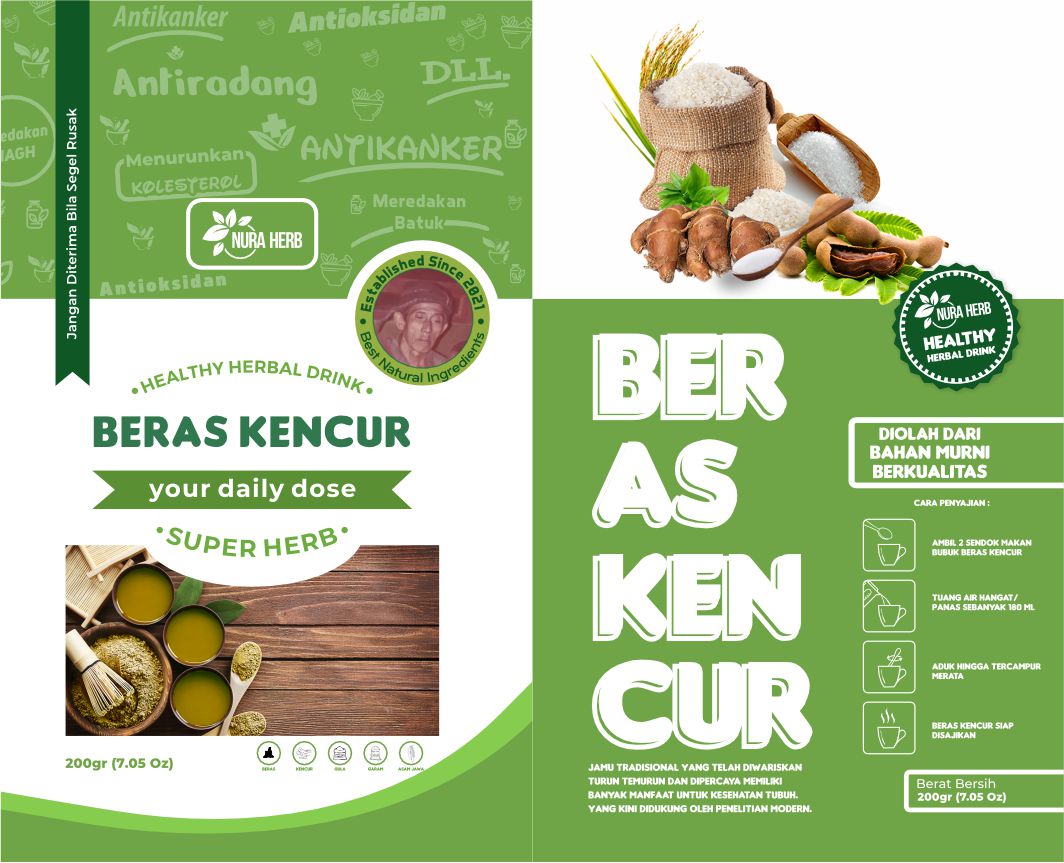 Antikanker
Antioksidan
Antiradang
DLL.
edakan
AGH
ANTIKANKER
Menurunkan
KOLESTEROL
Meredakan
Batuk
Antioksidan
Jangan Diterima Bila Segel Rusak
NURA HERB
Established Since 2021
Best Natural Ingredients
•HEALTHY HERBAL DRINK•
BERAS KENCUR
your daily dose
•SUPER HERB•
200gr (7.05 Oz)
BERAS
KENCUR
GULA
GARAM
ASAM JAWA
NURA HERB
HEALTHY
HERBAL DRINK
BER
AS
KEN
CUR
JAMU TRADISIONAL YANG TELAH DIWARISKAN
TURUN TEMURUN DAN DIPERCAYA MEMILIKI
BANYAK MANFAAT UNTUK KESEHATAN TUBUH.
YANG KINI DIDUKUNG OLEH PENELITIAN MODERN.
DIOLAH DARI
BAHAN MURNI
BERKUALITAS
CARA PENYAJIAN :
AMBIL 2 SENDOK MAKAN
BUBUK BERAS KENCUR
TUANG AIR HANGAT/
PANAS SEBANYAK 180 ML
ADUK HINGGA TERCAMPUR
MERATA
BERAS KENCUR SIAP
DISAJIKAN
Berat Bersih
200gr (7.05 Oz)